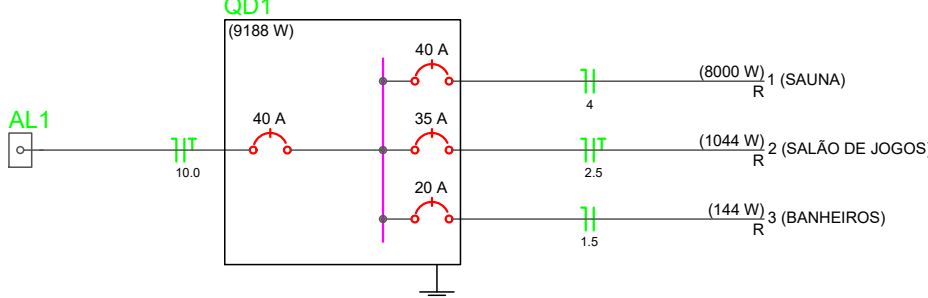 QD1
(9188 W)
40 A
(8000 W)
1 (SAUNA)
R
4
AL1
40 A
35 A
(1044 W)
2 (SALÃO DE JOGOS)
R
T
10.0
T
2.5
20 A
(144 W)
3 (BANHEIROS)
R
1.5